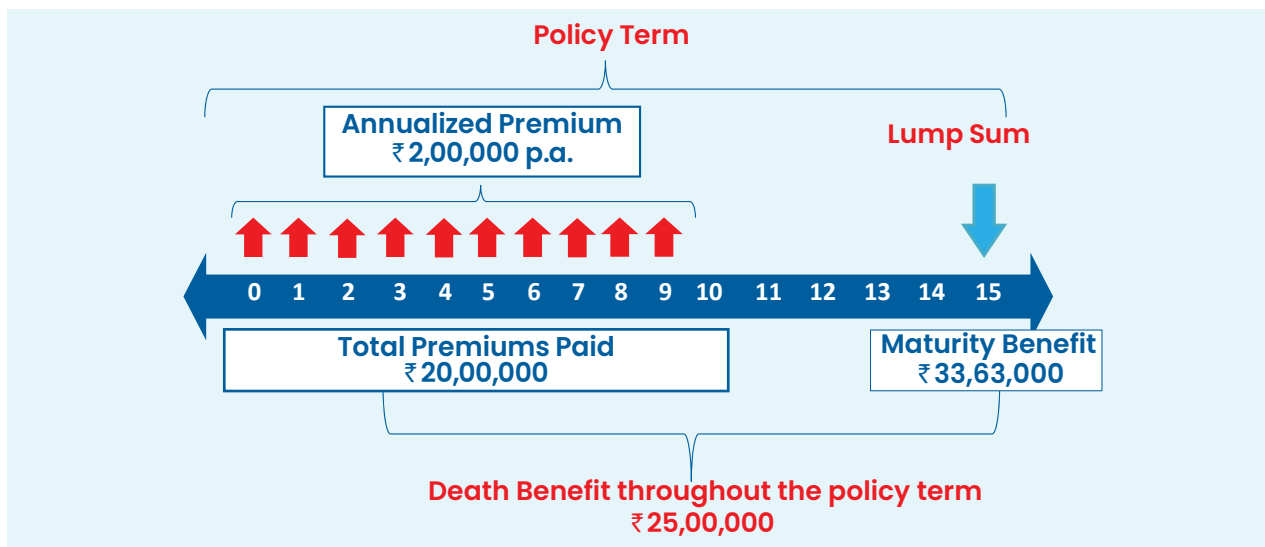 Policy Term
Annualized Premium
₹2,00,000 p.a.
Lump Sum
0 1 2 3 4 5 6 7 8 9 10 11 12 13 14 15
Total Premiums Paid
₹20,00,000
Maturity Benefit
₹33,63,000
Death Benefit throughout the policy term
₹25,00,000